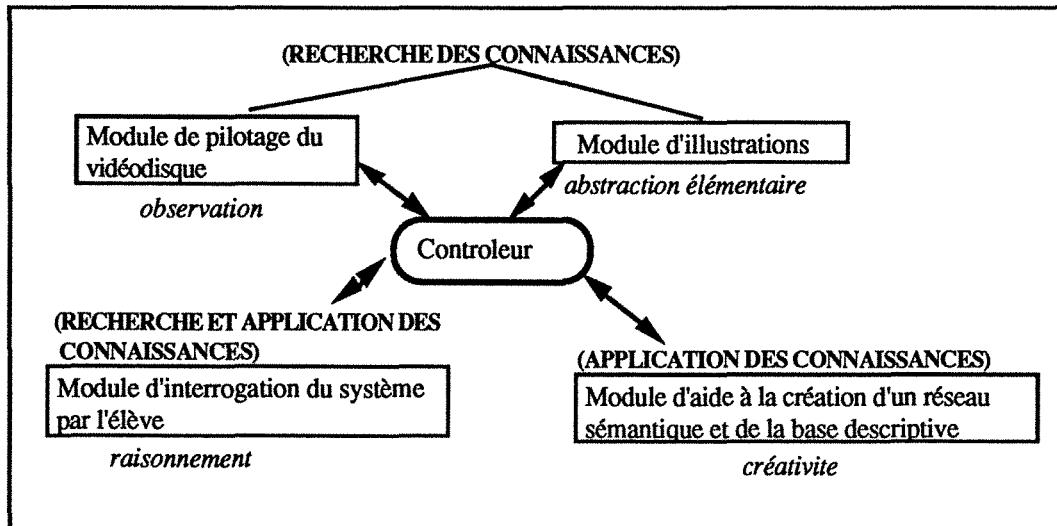 (RECHERCHE DES CONNAISSANCES)
Module de pilotage du
vidéodisque
observation
Module d'illustrations
abstraction élémentaire
Controleur
(RECHERCHE ET APPLICATION DES
CONNAISSANCES)
Module d'interrogation du système
par l'élève
raisonnement
(APPLICATION DES CONNAISSANCES)
Module d'aide à la création d'un réseau
sémantique et de la base descriptive
créativite